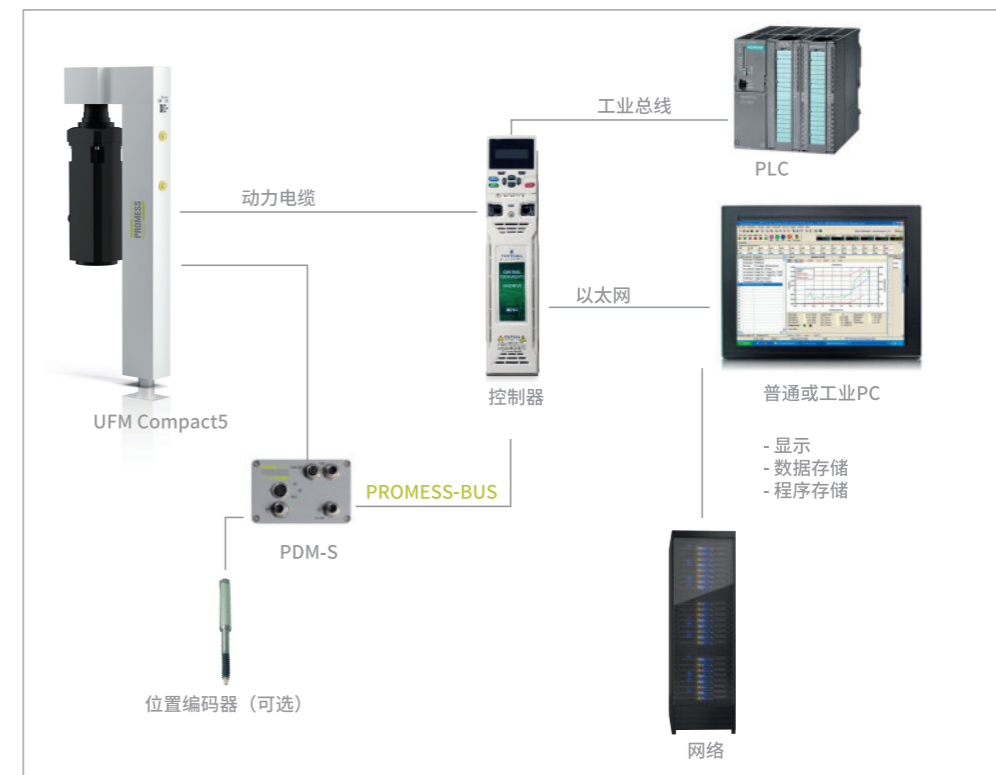 工业总线
PLC
动力电缆
PROMESS
以太网
控制器
普通或工业PC
UFM Compact5
- 显示
- 数据存储
- 程序存储
PROMESS-BUS
PDM-S
位置编码器（可选）
网络